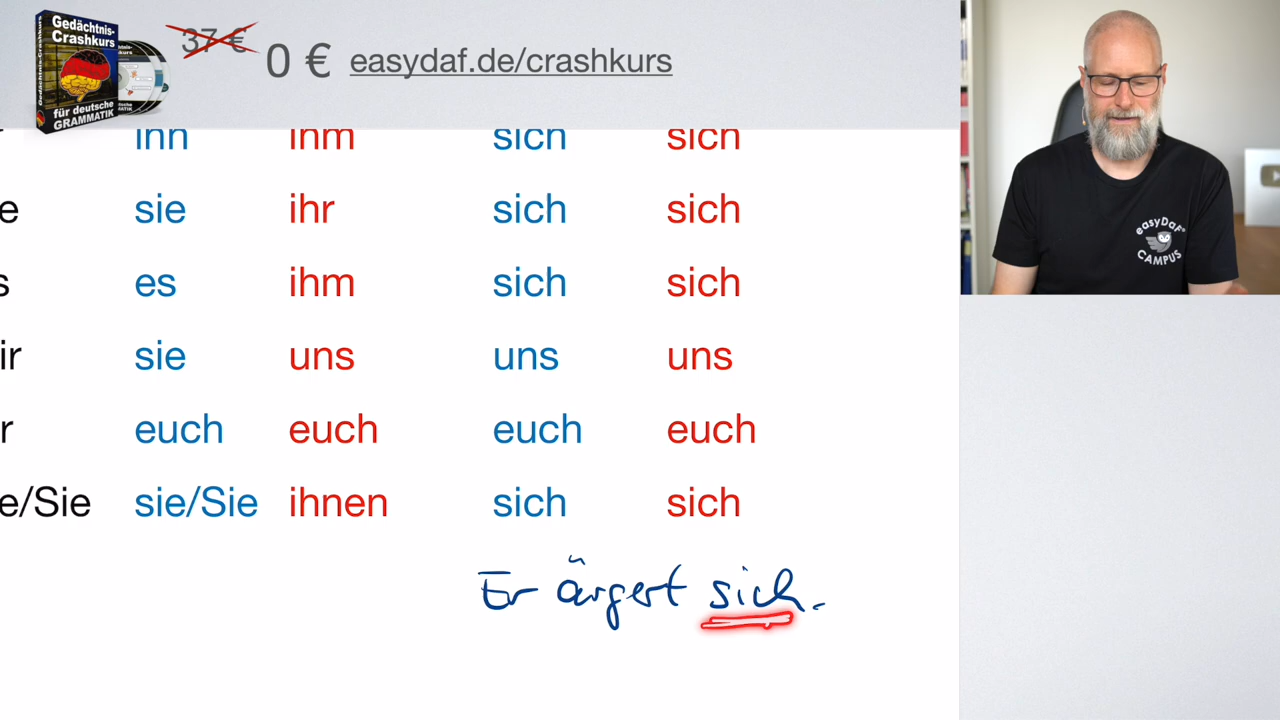 Gedächtnis-
Crashkurs
für deutsche
GRAMMATIK
37 €
0 € easydaf.de/crashkurs
ihn ihm sich sich
e sie ihr sich sich
s es ihm sich sich
ir sie uns uns uns
r euch euch euch euch
e/Sie sie/Sie ihnen sich sich
Er ärgert sich.
easyDaF®
CAMPUS